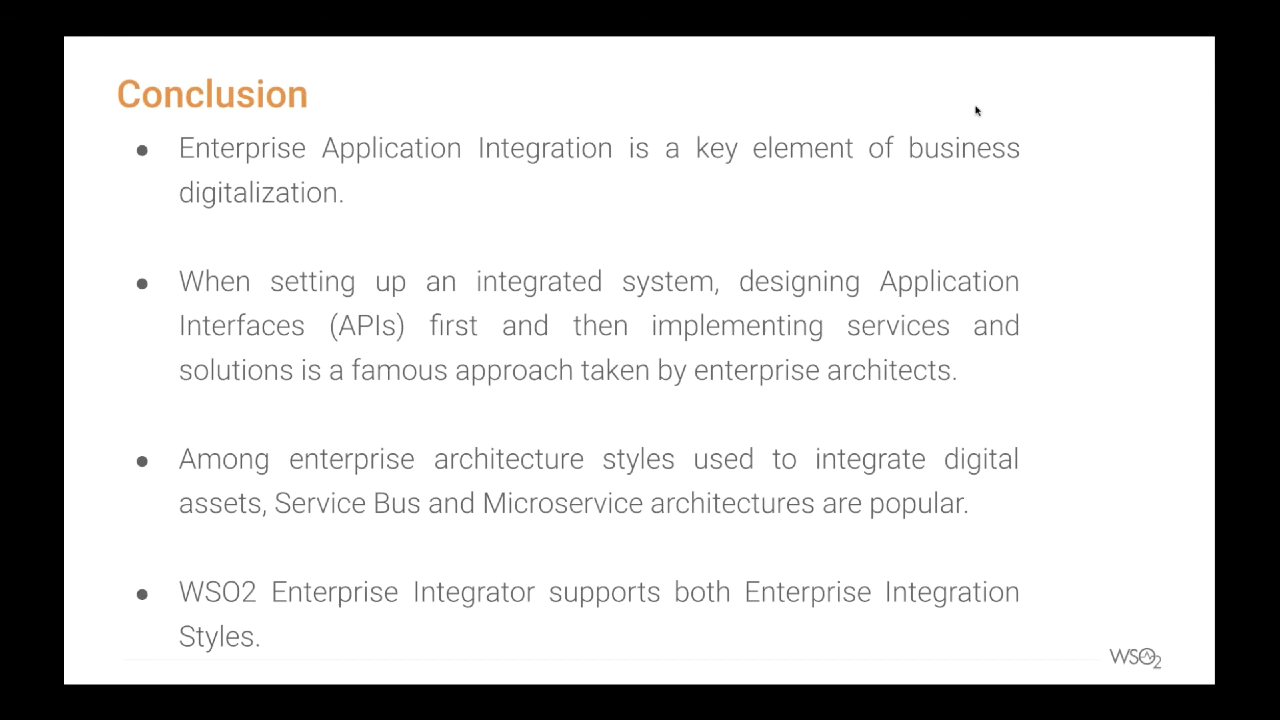 Conclusion
● Enterprise Application Integration is a key element of business
digitalization.
● When setting up an integrated system, designing Application
Interfaces (APIs) first and then implementing services and
solutions is a famous approach taken by enterprise architects.
● Among enterprise architecture styles used to integrate digital
assets, Service Bus and Microservice architectures are popular.
● WSO2 Enterprise Integrator supports both Enterprise Integration
Styles.
WSO2